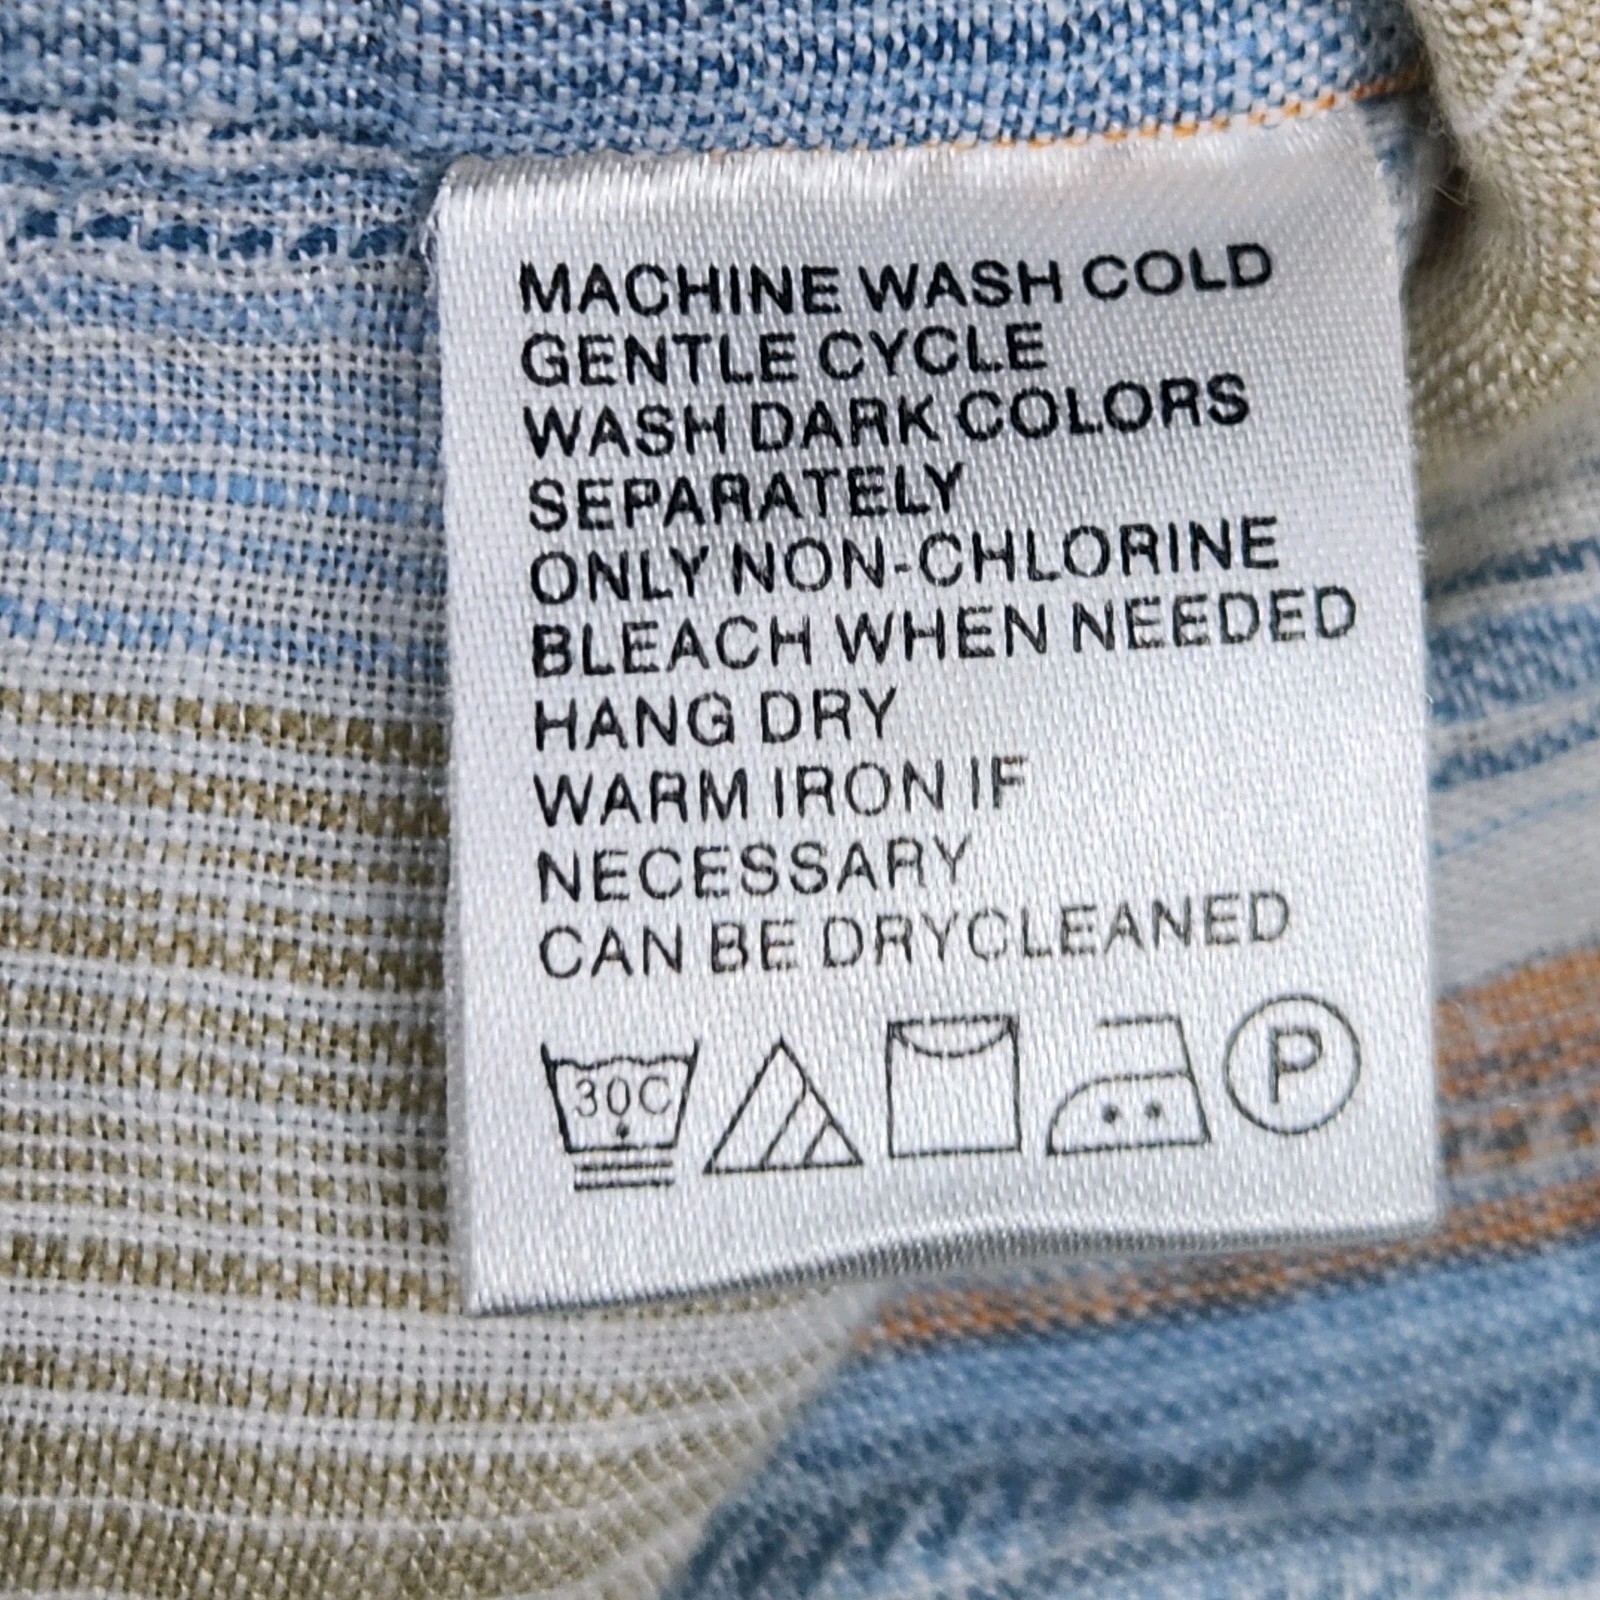 MACHINE WASH COLD
GENTLE CYCLE
WASH DARK COLORS
SEPARATELY
ONLY NON-CHLORINE
BLEACH WHEN NEEDED
HANG DRY
WARM IRON IF
NECESSARY
CAN BE DRYCLEANED
30C P